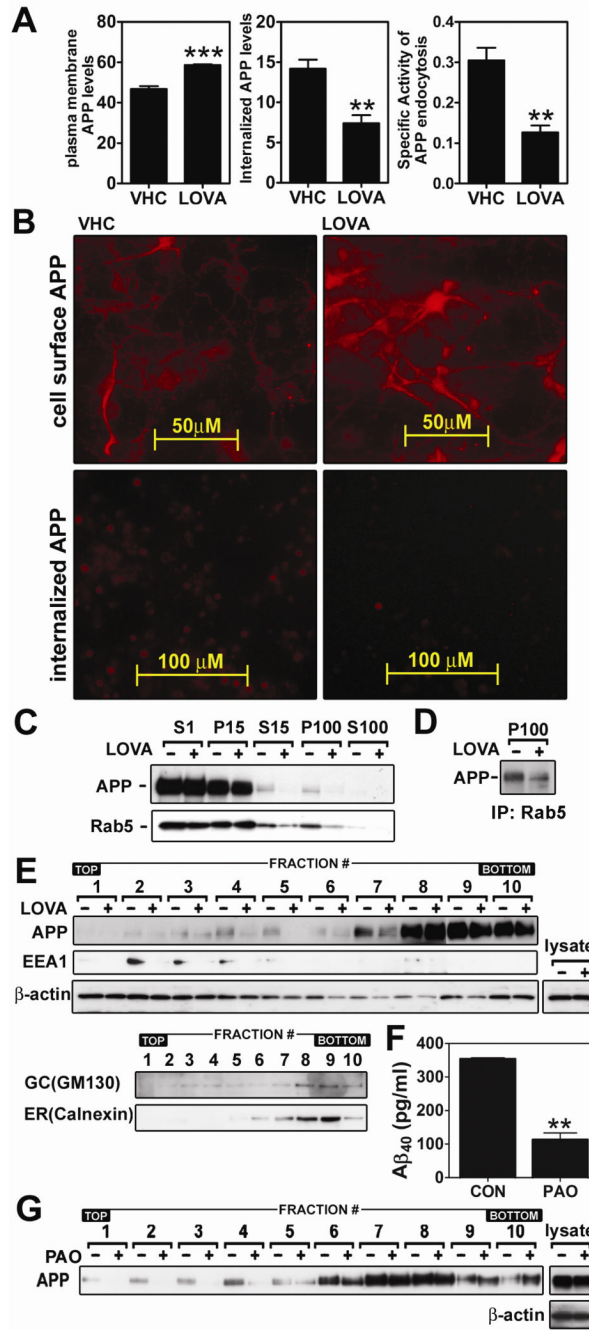 A
plasma membrane
APP levels
80
60
40
20
0
VHC LOVA
***
Internalized APP levels
20
15
10
5
0
VHC LOVA
**
Specific Activity of
APP endocytosis
0.4
0.3
0.2
0.1
0.0
VHC LOVA
**
B
VHC
LOVA
cell surface APP
50µM
50µM
internalized APP
100 µM
100 µM
C
S1 P15 S15 P100 S100
LOVA - + - + - + - + - +
APP -
Rab5 -
D
P100
LOVA - +
APP-
IP: Rab5
E
FRACTION #
TOP BOTTOM
1 2 3 4 5 6 7 8 9 10
LOVA - + - + - + - + - + - + - + - + - + - +
APP
EEA1
β-actin
lysate
- +
FRACTION #
TOP BOTTOM
1 2 3 4 5 6 7 8 9 10
GC(GM130)
ER(Calnexin)
F
Aβ40 (pg/ml)
400
300
200
100
0
CON PAO
**
G
FRACTION #
TOP BOTTOM
1 2 3 4 5 6 7 8 9 10
lysate
PAO - + - + - + - + - + - + - + - + - + - +
- +
APP
β-actin